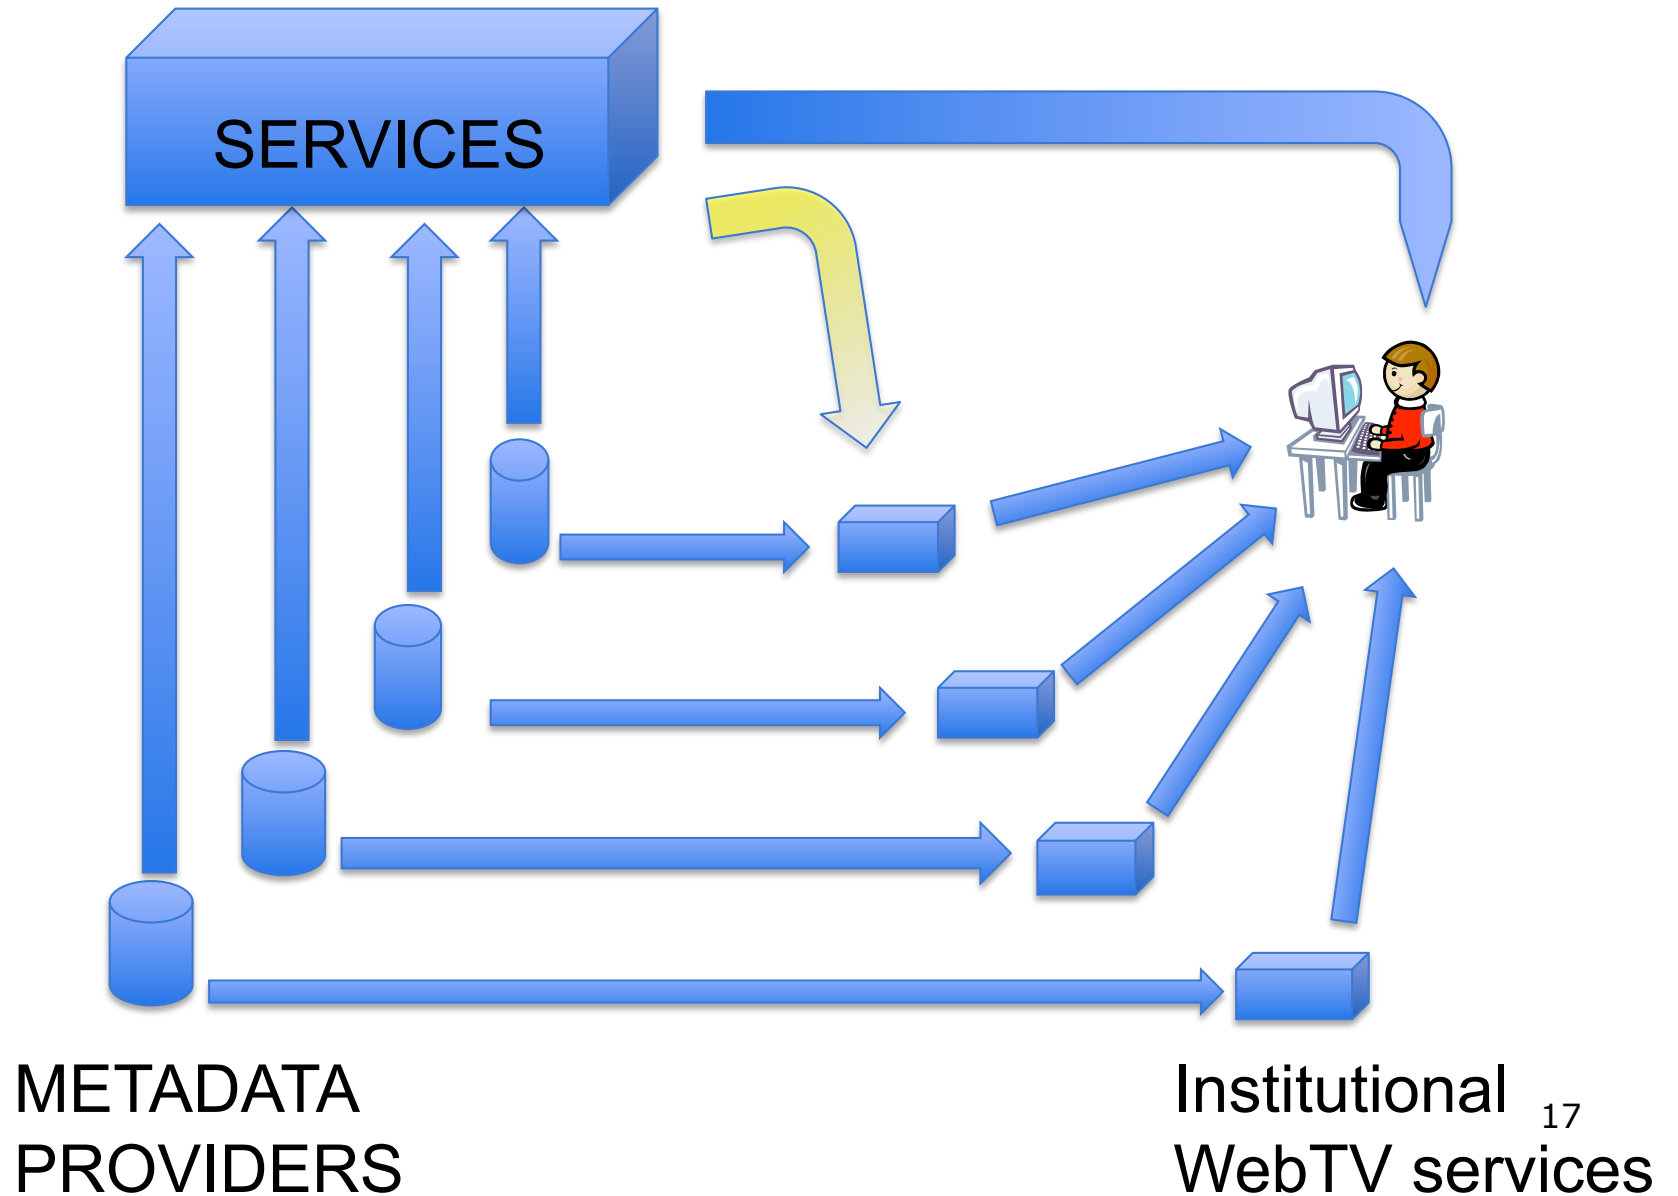 SERVICES
METADATA
PROVIDERS
Institutional
WebTV services
17